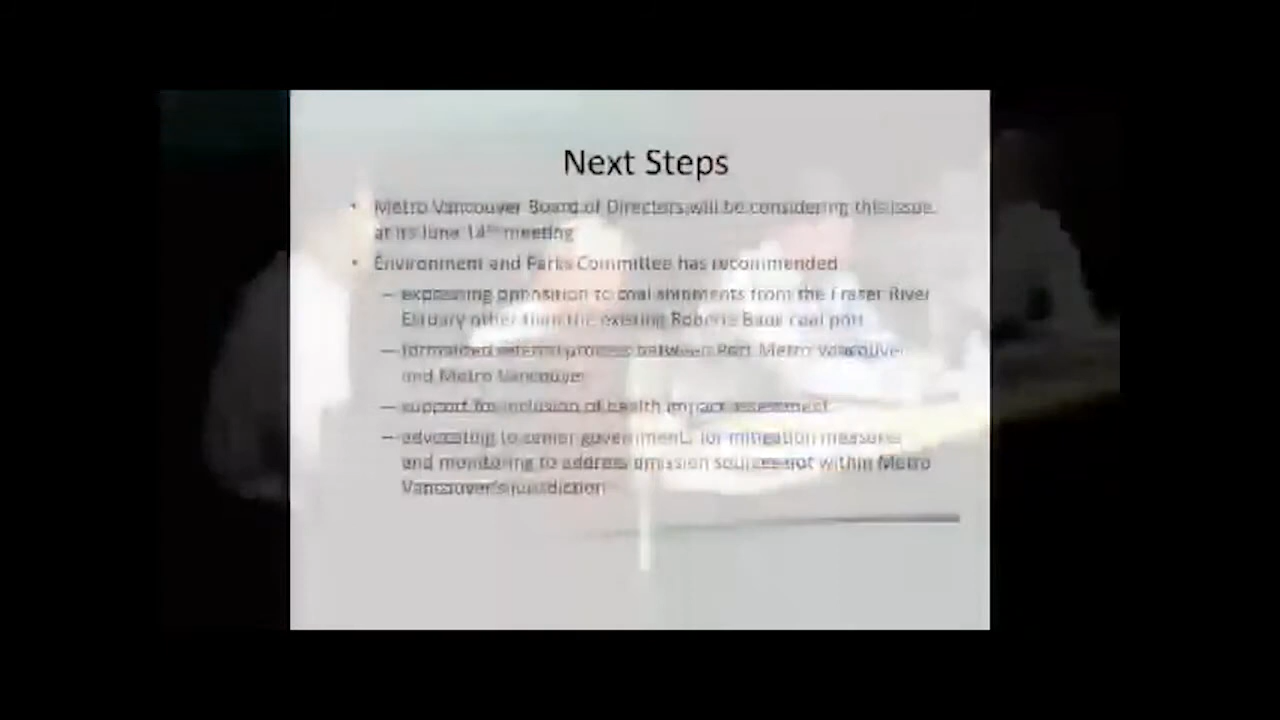 Next Steps
• Metro Vancouver Board of Directors will be considering this issue
at its June 14th meeting
• Environment and Parks Committee has recommended
– expressing opposition to coal shipments from the Fraser River
Estuary other than the existing Roberts Bank coal port
– formalized referral process between Port Metro Vancouver
and Metro Vancouver
– support for inclusion of health impact assessment
– advocating to senior governments for mitigation measures
and monitoring to address emission sources not within Metro
Vancouver's jurisdiction